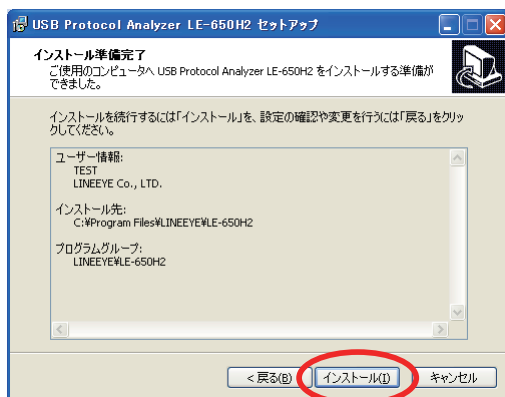 USB Protocol Analyzer LE-650H2 セットアップ
インストール準備完了
ご使用のコンピュータへ USB Protocol Analyzer LE-650H2 をインストールする準備が
できました。
インストールを続行するには「インストール」を、設定の確認や変更を行うには「戻る」をクリッ
クしてください。
ユーザー情報:
TEST
LINEEYE Co., LTD.
インストール先:
C:¥Program Files¥LINEEYE¥LE-650H2
プログラムグループ:
LINEEYE¥LE-650H2
< 戻る(B)
インストール(I)
キャンセル